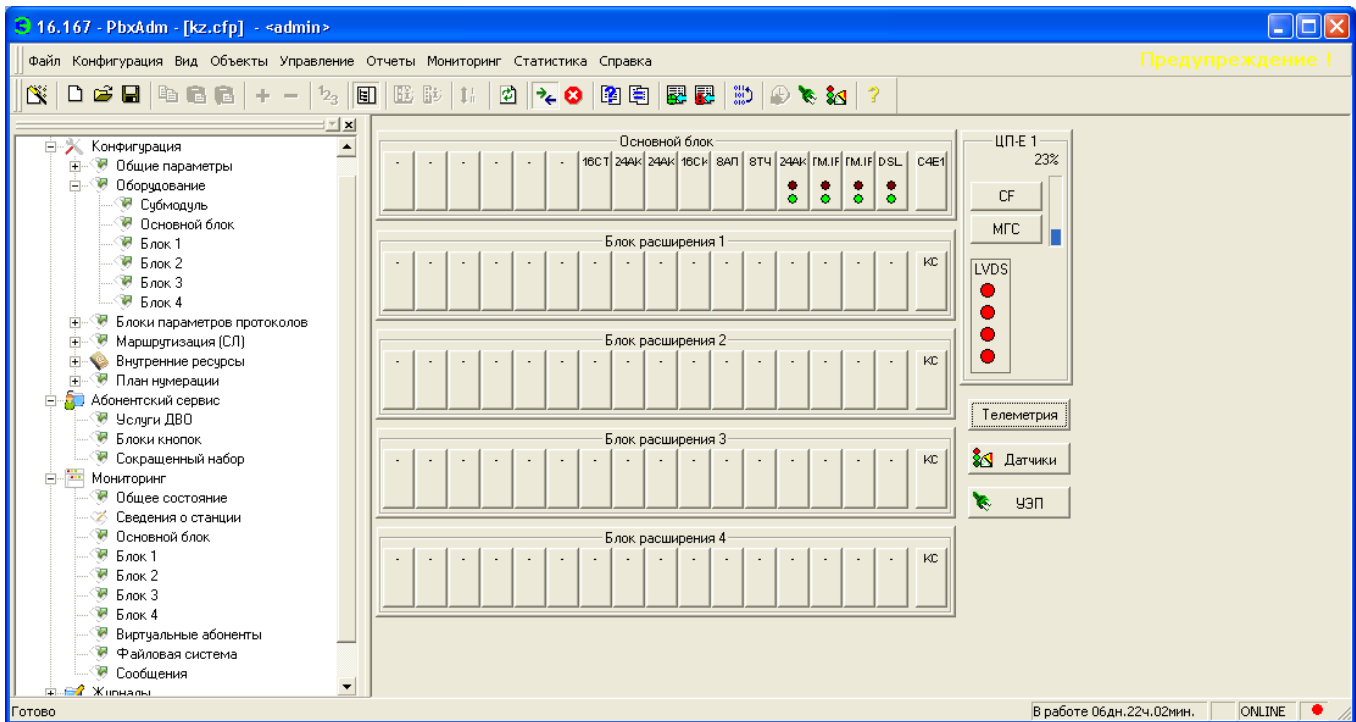 16.167 - PbxAdm - [kz.cfp] - <admin>
Файл Конфигурация Вид Объекты Управление Отчеты Мониторинг Статистика Справка
Предупреждение !
Конфигурация
Общие параметры
Оборудование
Субмодуль
Основной блок
Блок 1
Блок 2
Блок 3
Блок 4
Блоки параметров протоколов
Маршрутизация (СЛ)
Внутренние ресурсы
План нумерации
Абонентский сервис
Услуги ДВО
Блоки кнопок
Сокращенный набор
Мониторинг
Общее состояние
Сведения о станции
Основной блок
Блок 1
Блок 2
Блок 3
Блок 4
Виртуальные абоненты
Файловая система
Сообщения
Журналы
Основной блок
- - - - - - 16СТ 24АК 24АК 16СК 8АП 8ТЧ 24АК ГМ.IF ГМ.IF DSL С4Е1
Блок расширения 1
- - - - - - - - - - - - - - - - КС
Блок расширения 2
- - - - - - - - - - - - - - - - КС
Блок расширения 3
- - - - - - - - - - - - - - - - КС
Блок расширения 4
- - - - - - - - - - - - - - - - КС
ЦП-Е 1
23%
CF
МГС
LVDS
Телеметрия
Датчики
УЭП
Готово
В работе 06дн.22ч.02мин.
ONLINE